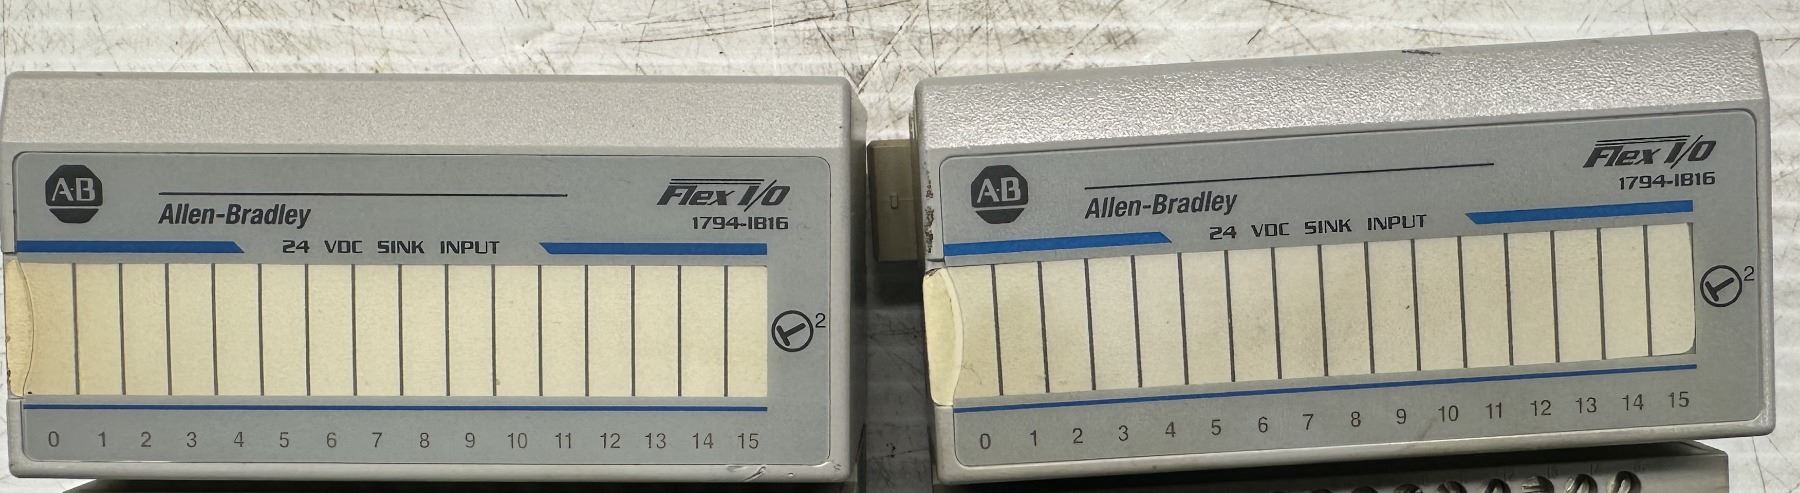 A·B
Flex I/O
1794-IB16
Allen-Bradley
24 VDC SINK INPUT
2
0 1 2 3 4 5 6 7 8 9 10 11 12 13 14 15
A·B
Flex I/O
1794-IB16
Allen-Bradley
24 VDC SINK INPUT
2
0 1 2 3 4 5 6 7 8 9 10 11 12 13 14 15